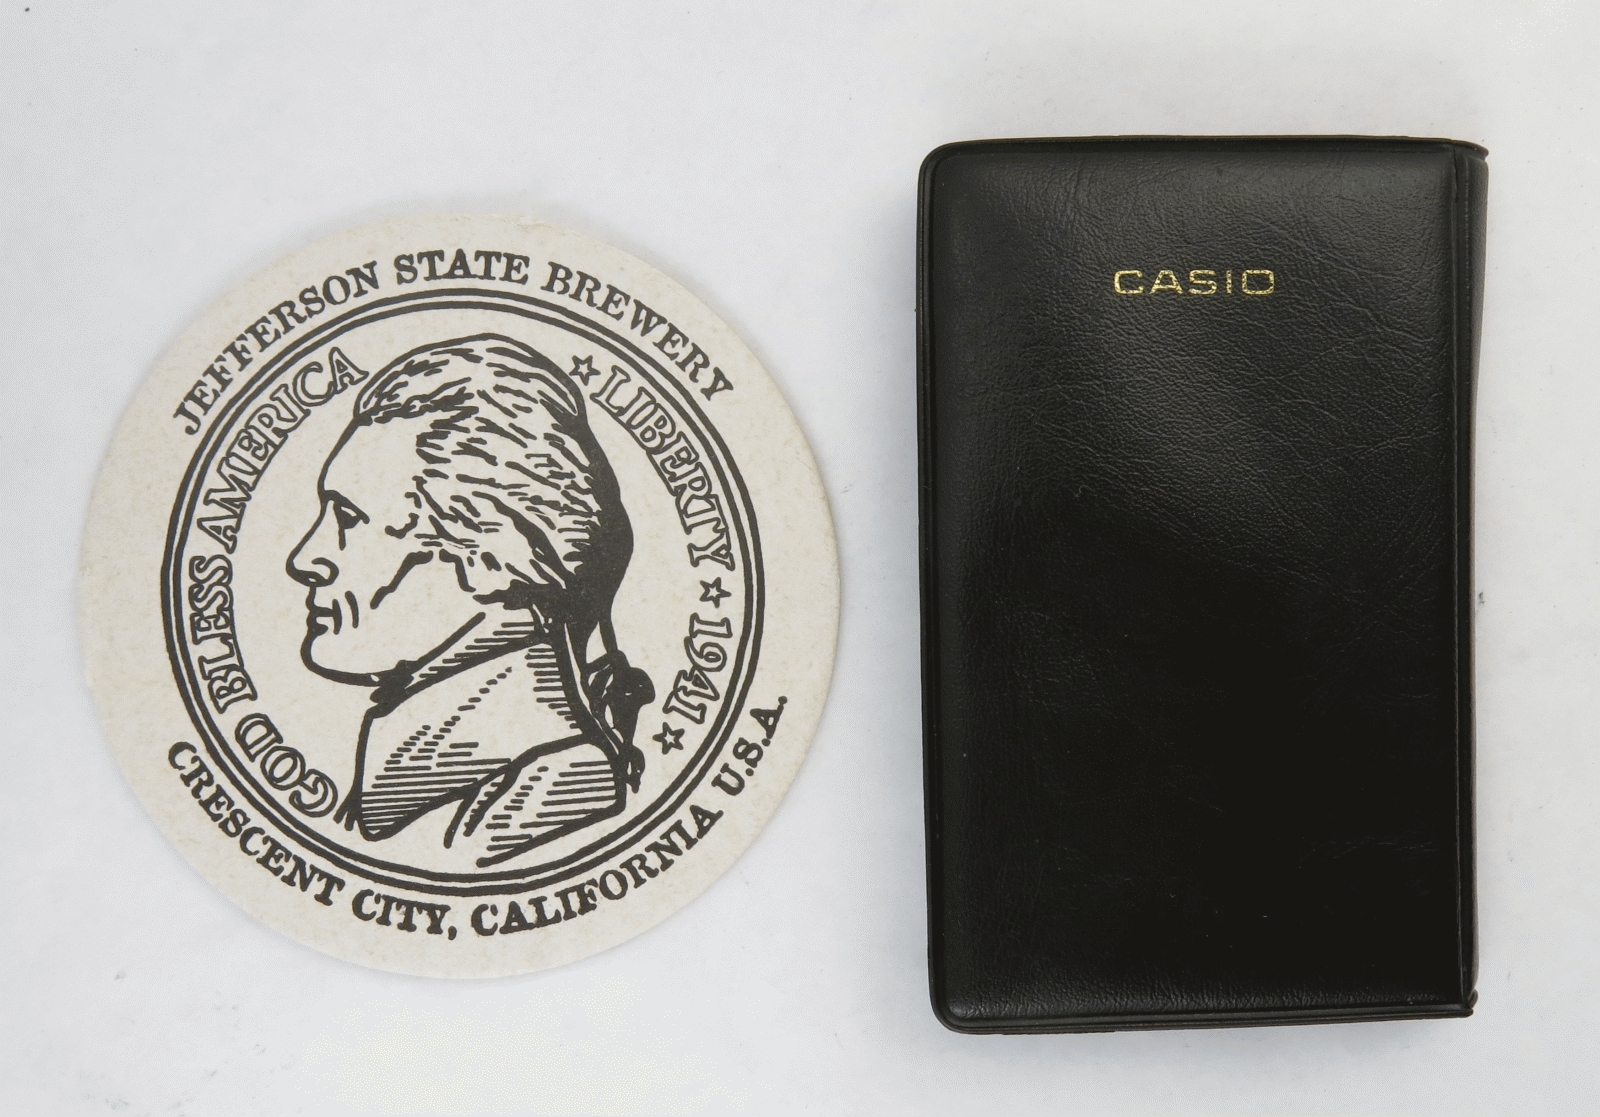 JEFFERSON STATE BREWERY
GOD BLESS AMERICA
☆ LIBERTY ☆ 1941 ☆
CRESCENT CITY, CALIFORNIA U.S.A.
CASIO